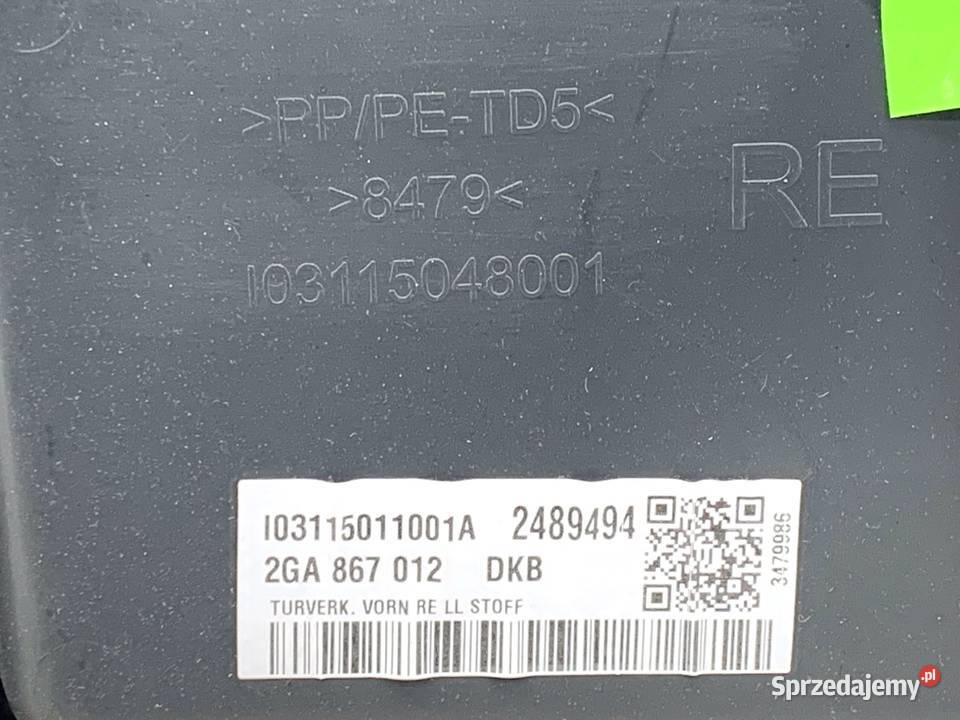 >PP/PE-TD5<
>8479<
RE
I03115048001
I03115011001A 2489494
2GA 867 012 DKB
3479986
TURVERK. VORN RE LL STOFF
Sprzedajemy.pl